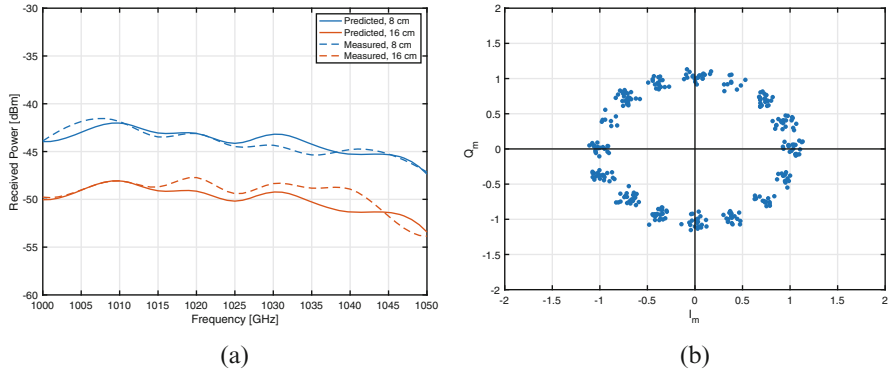 -30
-35
-40
-45
-50
-55
-60
Received Power [dBm]
1000 1005 1010 1015 1020 1025 1030 1035 1040 1045 1050
Frequency [GHz]
Predicted, 8 cm
Predicted, 16 cm
Measured, 8 cm
Measured, 16 cm
(a)
2
1.5
1
0.5
0
-0.5
-1
-1.5
-2
Q_m
-2 -1.5 -1 -0.5 0 0.5 1 1.5 2
I_m
(b)